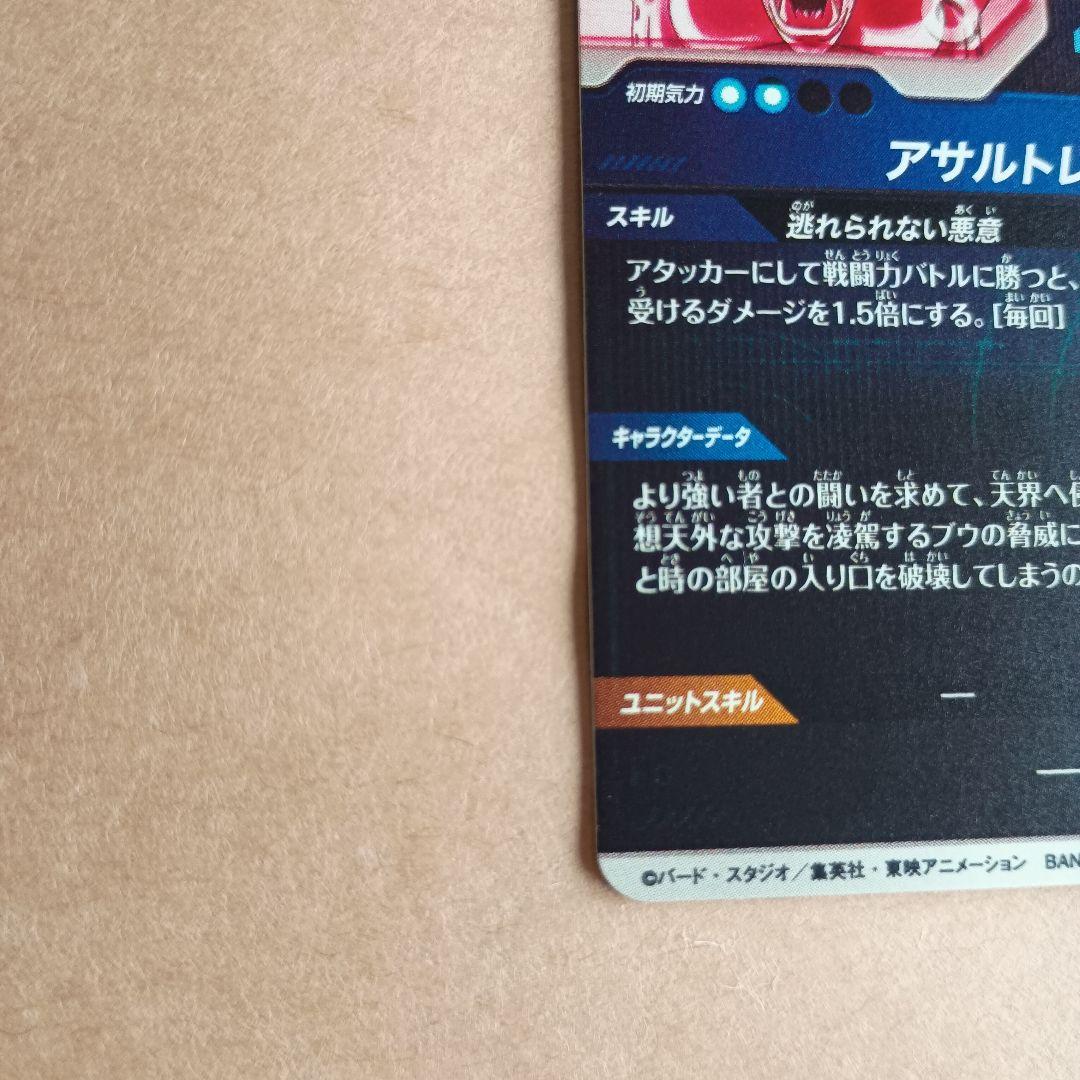 初期気力
アサルトレ
スキル 逃れられない悪意
アタッカーにして戦闘力バトルに勝つと、
受けるダメージを1.5倍にする。[毎回]
キャラクターデータ
より強い者との闘いを求めて、天界へ
想天外な攻撃を凌駕するブウの脅威に
と時の部屋の入り口を破壊してしまうの
ユニットスキル —
©バード・スタジオ／集英社・東映アニメーション BAN